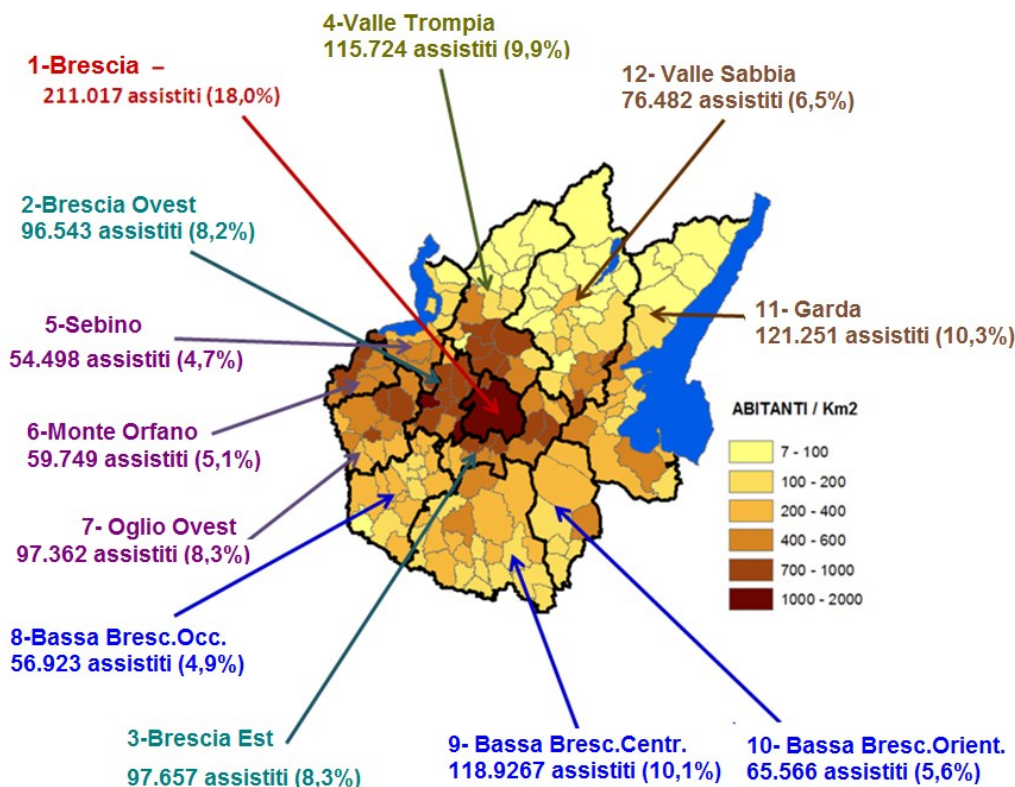 4-Valle Trompia
115.724 assistiti (9,9%)
1-Brescia –
211.017 assistiti (18,0%)
12- Valle Sabbia
76.482 assistiti (6,5%)
2-Brescia Ovest
96.543 assistiti (8,2%)
5-Sebino
54.498 assistiti (4,7%)
11- Garda
121.251 assistiti (10,3%)
6-Monte Orfano
59.749 assistiti (5,1%)
ABITANTI / Km2
7 - 100
100 - 200
200 - 400
400 - 600
700 - 1000
1000 - 2000
7- Oglio Ovest
97.362 assistiti (8,3%)
8-Bassa Bresc.Occ.
56.923 assistiti (4,9%)
3-Brescia Est
97.657 assistiti (8,3%)
9- Bassa Bresc.Centr.
118.9267 assistiti (10,1%)
10- Bassa Bresc.Orient.
65.566 assistiti (5,6%)